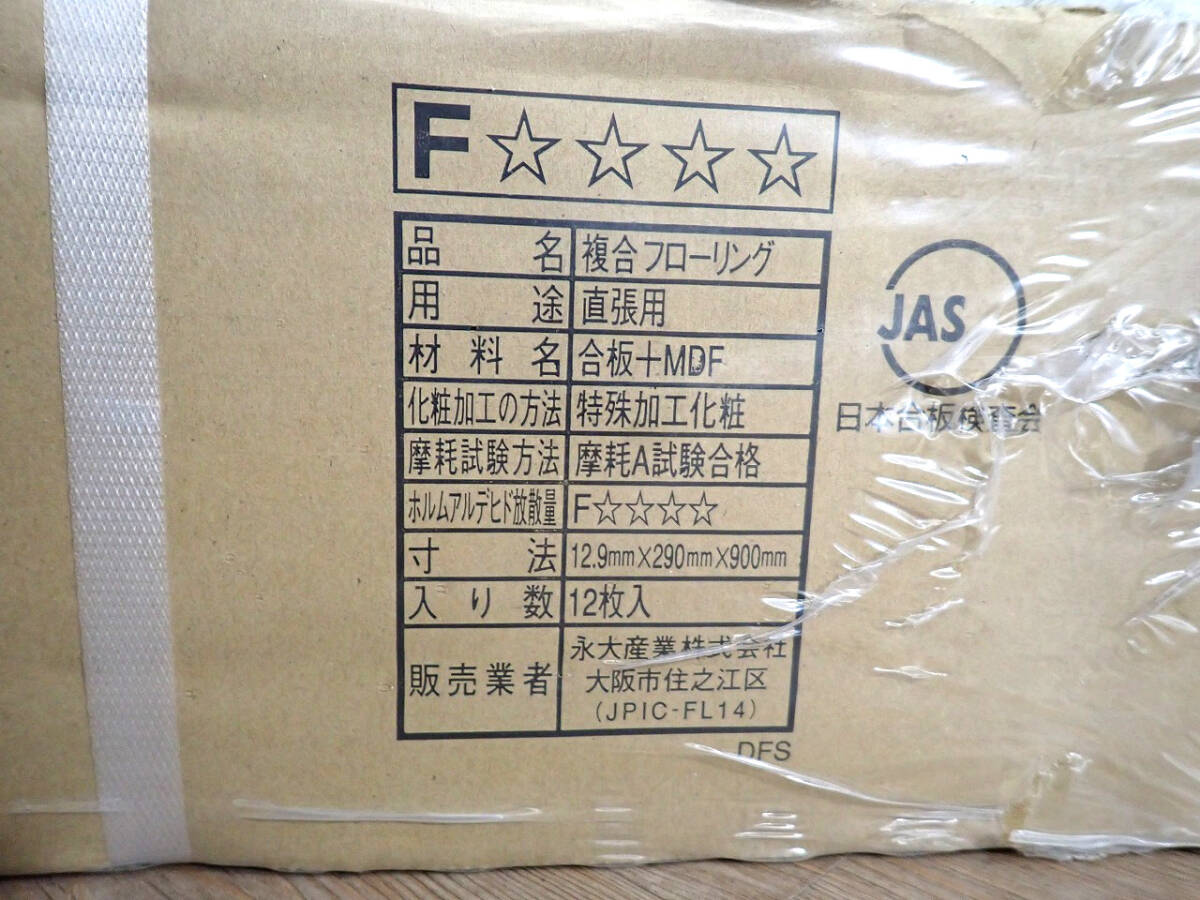 F☆☆☆☆
品名 複合フローリング
用途 直張用
材料名 合板＋MDF
化粧加工の方法 特殊加工化粧
摩耗試験方法 摩耗A試験合格
ホルムアルデヒド放散量 F☆☆☆☆
寸法 12.9mm×290mm×900mm
入り数 12枚入
販売業者 永大産業株式会社
大阪市住之江区
(JPIC-FL14)
DFS
JAS
日本合板検査会